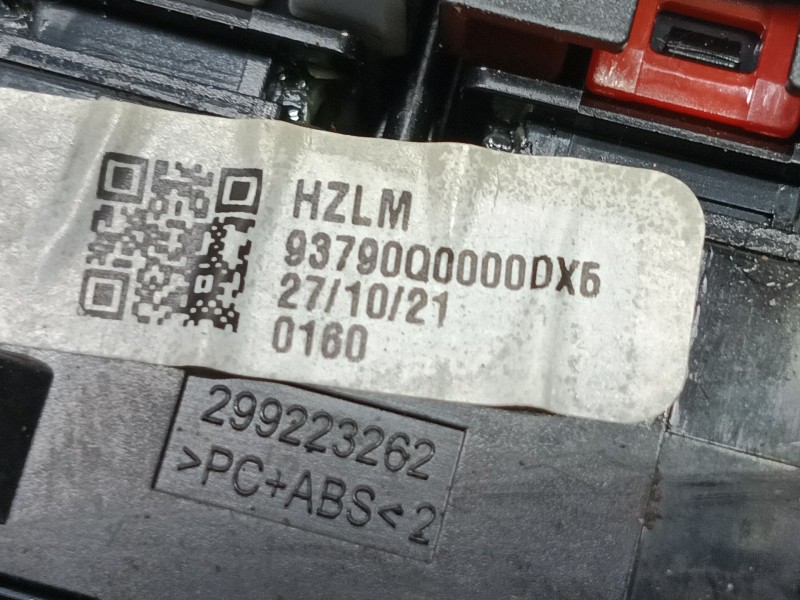 HZLM
93790Q0000DX6
27/10/21
0160
299223262
>PC+ABS<2